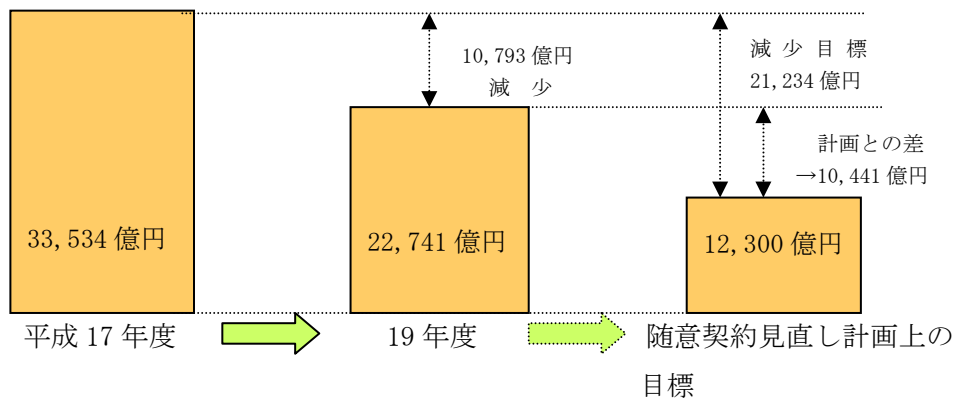 10,793 億円
減 少
減 少 目 標
21,234 億円
計画との差
→10,441 億円
33,534 億円
22,741 億円
12,300 億円
平成 17 年度
19 年度
随意契約見直し計画上の
目標